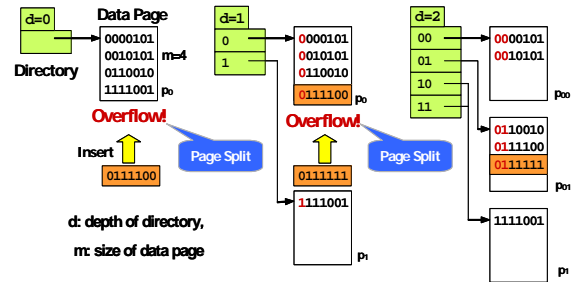 d=0
Directory
Data Page
0000101
0010101
0110010
1111001
m=4
p0
Overflow!
Insert
0111100
Page Split
d: depth of directory,
m: size of data page
d=1
0
1
0000101
0010101
0110010
0111100
p0
Overflow!
0111111
Page Split
1111001
p1
d=2
00
01
10
11
0000101
0010101
p00
0110010
0111100
0111111
p01
1111001
p1